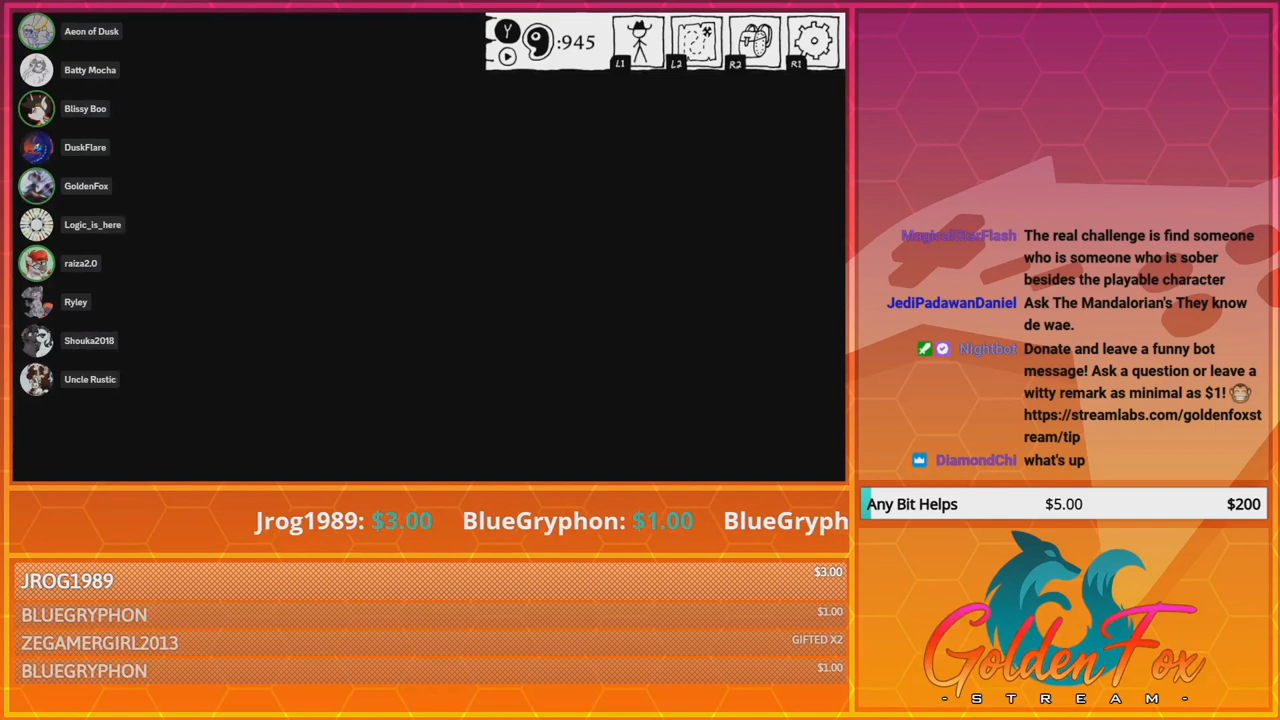 Aeon of Dusk
Batty Mocha
Blissy Boo
DuskFlare
GoldenFox
Logic_is_here
raiza2.0
Ryley
Shouka2018
Uncle Rustic
Y :945
L1 L2 R2 R1
MagicalStarFlash The real challenge is find someone
who is someone who is sober
besides the playable character
JediPadawanDaniel Ask The Mandalorian's They know
de wae.
Nightbot Donate and leave a funny bot
message! Ask a question or leave a
witty remark as minimal as $1!
https://streamlabs.com/goldenfoxst
ream/tip
DiamondChi what's up
Any Bit Helps $5.00 $200
Jrog1989: $3.00 BlueGryphon: $1.00 BlueGryph
JROG1989 $3.00
BLUEGRYPHON $1.00
ZEGAMERGIRL2013 GIFTED X2
BLUEGRYPHON $1.00
GoldenFox
- STREAM -